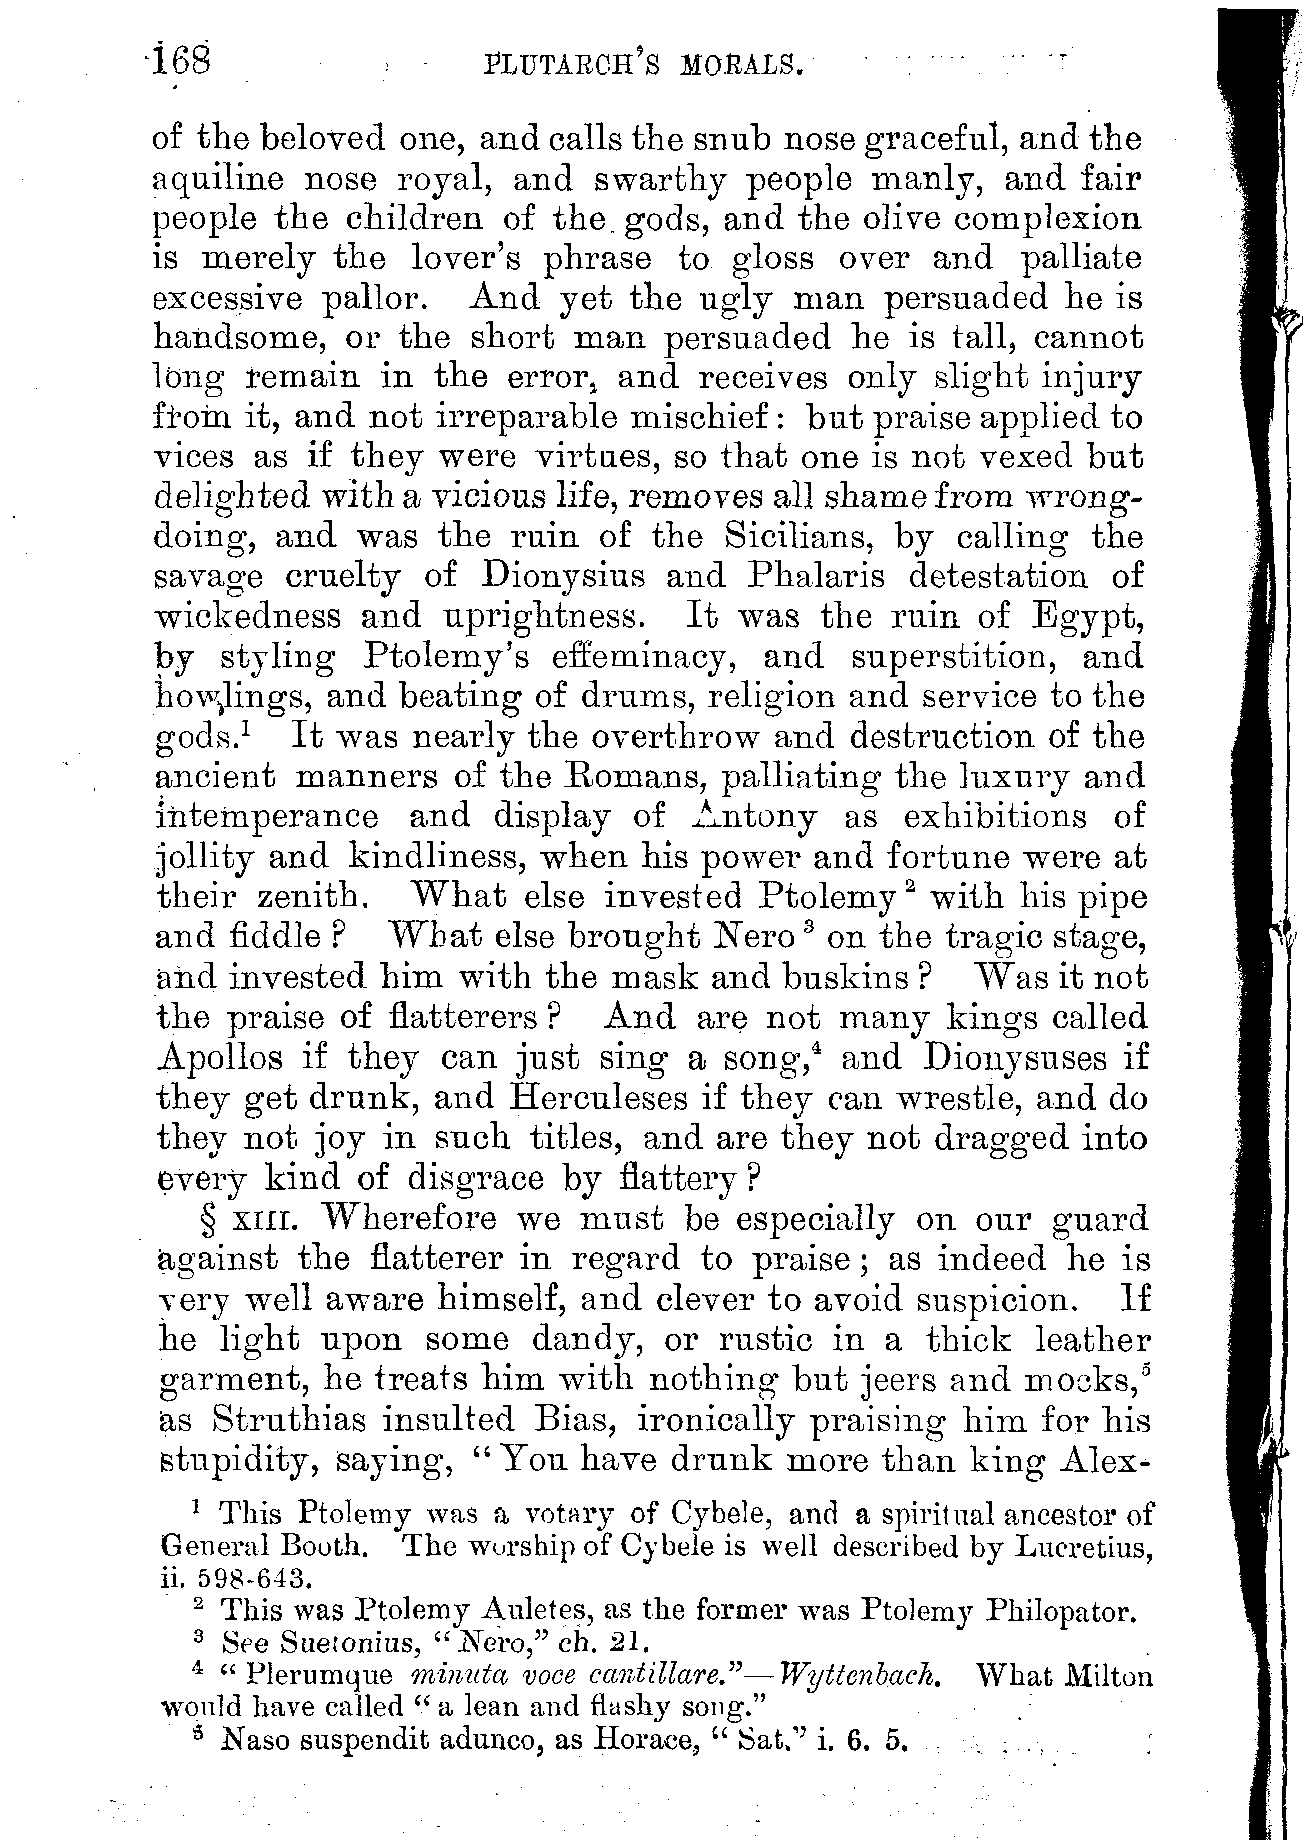 168 PLUTARCH'S MORALS.
of the beloved one, and calls the snub nose graceful, and the
aquiline nose royal, and swarthy people manly, and fair
people the children of the gods, and the olive complexion
is merely the lover's phrase to gloss over and palliate
excessive pallor. And yet the ugly man persuaded he is
handsome, or the short man persuaded he is tall, cannot
long remain in the error, and receives only slight injury
from it, and not irreparable mischief: but praise applied to
vices as if they were virtues, so that one is not vexed but
delighted with a vicious life, removes all shame from wrong-
doing, and was the ruin of the Sicilians, by calling the
savage cruelty of Dionysius and Phalaris detestation of
wickedness and uprightness. It was the ruin of Egypt,
by styling Ptolemy's effeminacy, and superstition, and
howlings, and beating of drums, religion and service to the
gods.¹ It was nearly the overthrow and destruction of the
ancient manners of the Romans, palliating the luxury and
intemperance and display of Antony as exhibitions of
jollity and kindliness, when his power and fortune were at
their zenith. What else invested Ptolemy² with his pipe
and fiddle? What else brought Nero³ on the tragic stage,
and invested him with the mask and buskins? Was it not
the praise of flatterers? And are not many kings called
Apollos if they can just sing a song,⁴ and Dionysuses if
they get drunk, and Herculeses if they can wrestle, and do
they not joy in such titles, and are they not dragged into
every kind of disgrace by flattery?
§ XIII. Wherefore we must be especially on our guard
against the flatterer in regard to praise; as indeed he is
very well aware himself, and clever to avoid suspicion. If
he light upon some dandy, or rustic in a thick leather
garment, he treats him with nothing but jeers and mocks,⁵
as Struthias insulted Bias, ironically praising him for his
stupidity, saying, "You have drunk more than king Alex-
¹ This Ptolemy was a votary of Cybele, and a spiritual ancestor of
General Booth. The worship of Cybele is well described by Lucretius,
ii. 598-643.
² This was Ptolemy Auletes, as the former was Ptolemy Philopator.
³ See Suetonius, "Nero," ch. 21.
⁴ "Plerumque minuta voce cantillare."—Wyttenbach. What Milton
would have called "a lean and flashy song."
⁵ Naso suspendit adunco, as Horace, "Sat." i. 6. 5.